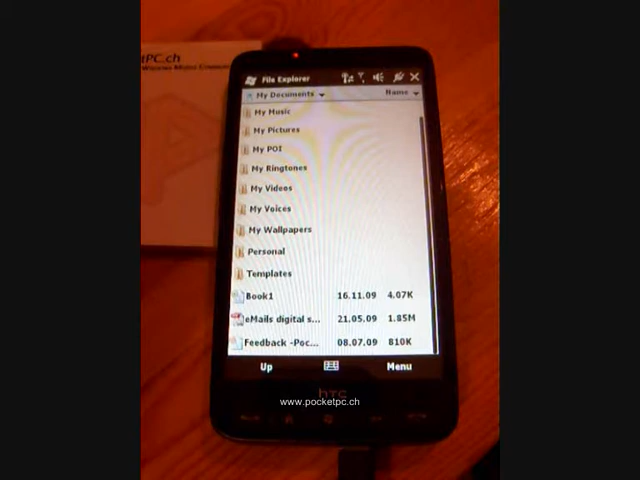 tPC.ch
File Explorer
My Documents Name
My Music
My Pictures
My POI
My Ringtones
My Videos
My Voices
My Wallpapers
Personal
Templates
Book1 16.11.09 4.07K
eMails digital s... 21.05.09 1.85M
Feedback -Poc... 08.07.09 810K
Up Menu
hTC
www.pocketpc.ch